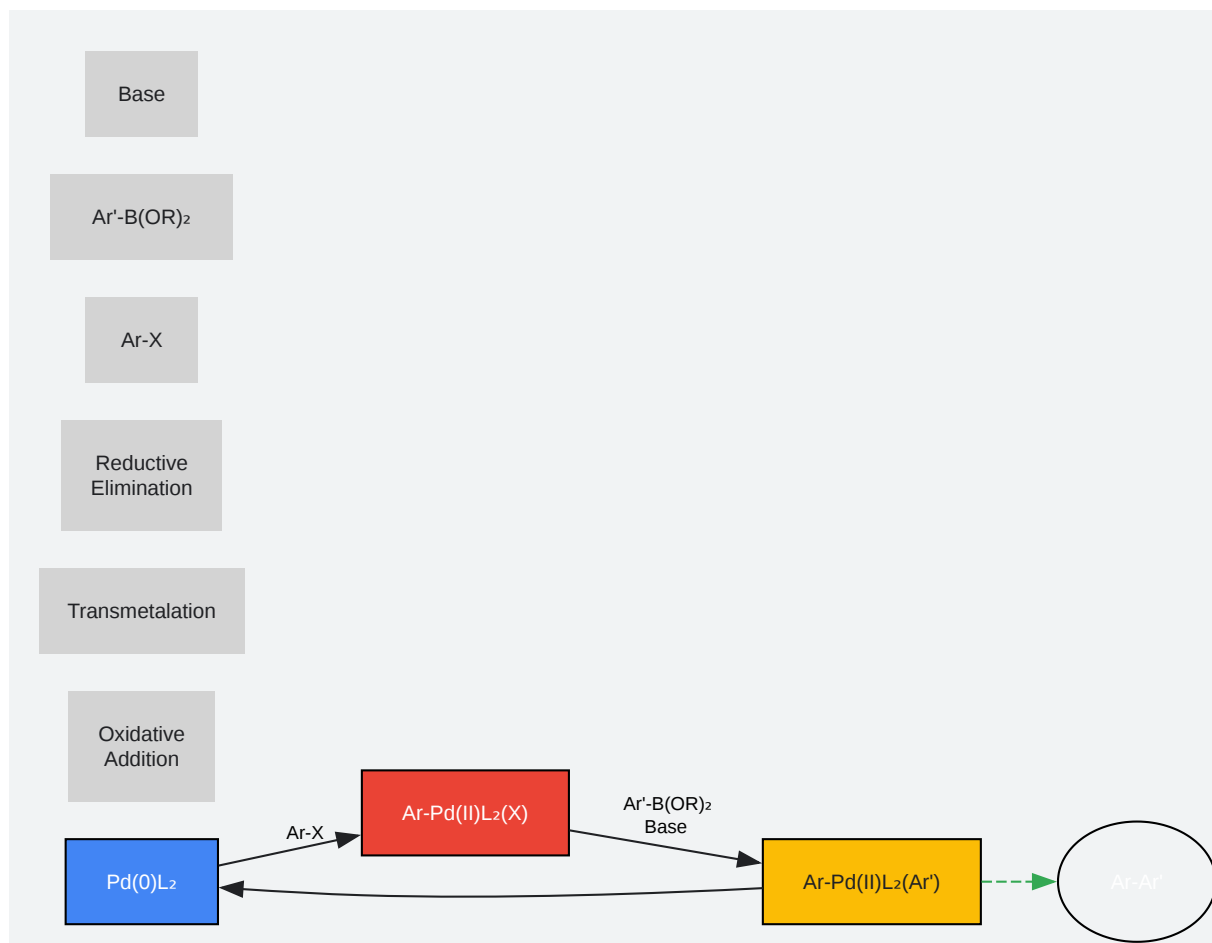 Base
Ar'-B(OR)₂
Ar-X
Reductive
Elimination
Transmetalation
Oxidative
Addition
Ar-Pd(II)L₂(X)
Ar'-B(OR)₂
Base
Ar-X
Pd(0)L₂
Ar-Pd(II)L₂(Ar')
Ar-Ar'